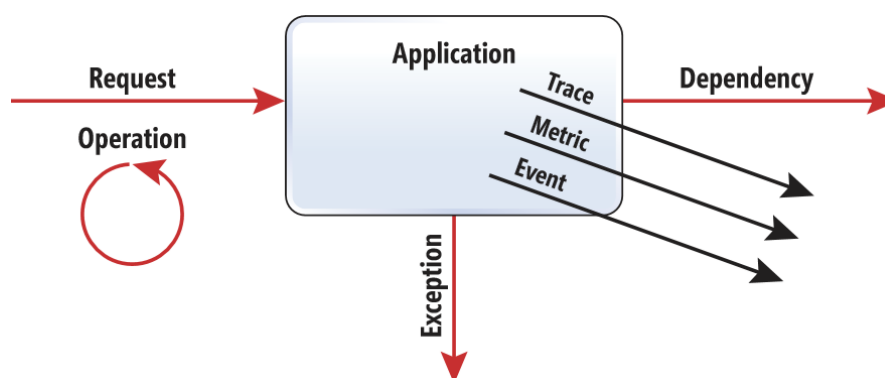 Application
Request
Dependency
Trace
Operation
Metric
Event
Exception